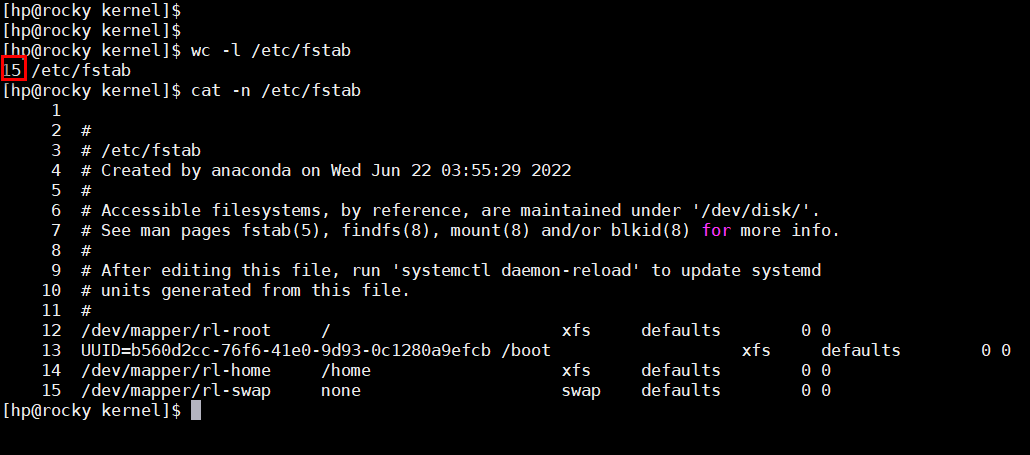 [hp@rocky kernel]$
[hp@rocky kernel]$
[hp@rocky kernel]$ wc -l /etc/fstab
15 /etc/fstab
[hp@rocky kernel]$ cat -n /etc/fstab
     1
     2  #
     3  # /etc/fstab
     4  # Created by anaconda on Wed Jun 22 03:55:29 2022
     5  #
     6  # Accessible filesystems, by reference, are maintained under '/dev/disk/'.
     7  # See man pages fstab(5), findfs(8), mount(8) and/or blkid(8) for more info.
     8  #
     9  # After editing this file, run 'systemctl daemon-reload' to update systemd
    10  # units generated from this file.
    11  #
    12  /dev/mapper/rl-root     /                       xfs     defaults        0 0
    13  UUID=b560d2cc-76f6-41e0-9d93-0c1280a9efcb /boot                   xfs     defaults        0 0
    14  /dev/mapper/rl-home     /home                   xfs     defaults        0 0
    15  /dev/mapper/rl-swap     none                    swap    defaults        0 0
[hp@rocky kernel]$